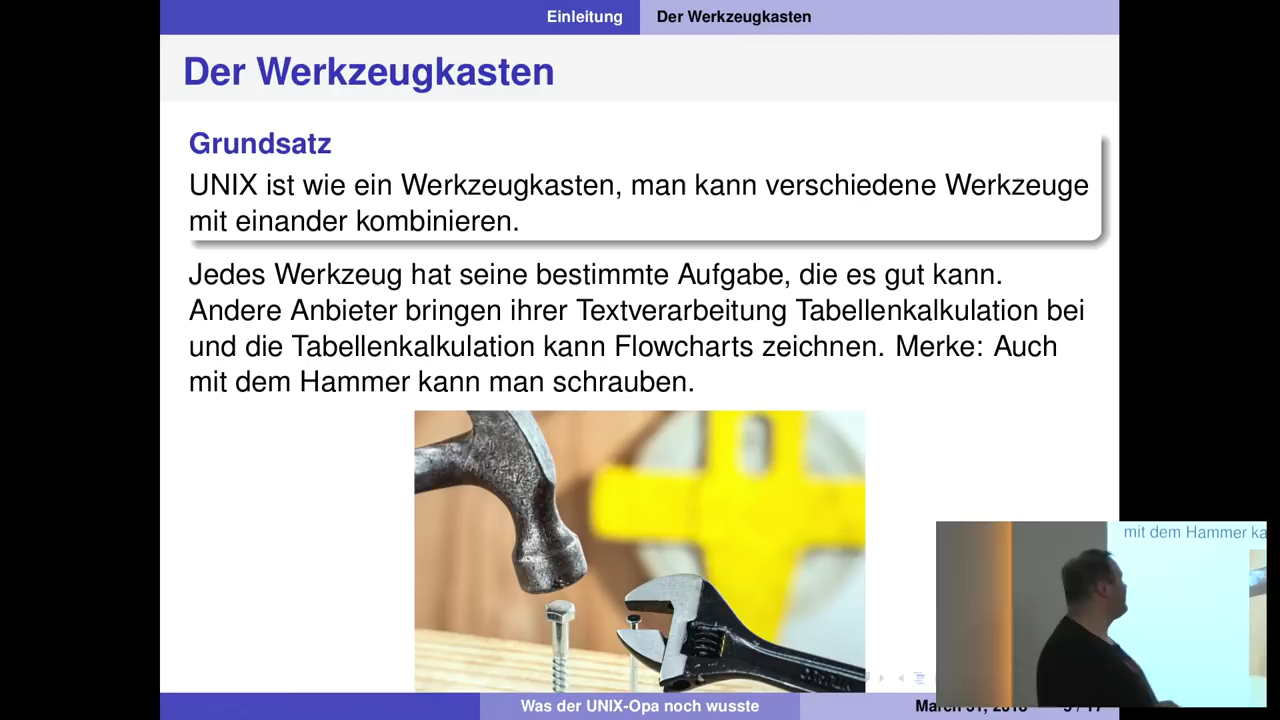 Einleitung
Der Werkzeugkasten
Der Werkzeugkasten
Grundsatz
UNIX ist wie ein Werkzeugkasten, man kann verschiedene Werkzeuge
mit einander kombinieren.
Jedes Werkzeug hat seine bestimmte Aufgabe, die es gut kann.
Andere Anbieter bringen ihrer Textverarbeitung Tabellenkalkulation bei
und die Tabellenkalkulation kann Flowcharts zeichnen. Merke: Auch
mit dem Hammer kann man schrauben.
mit dem Hammer
Was der UNIX-Opa noch wusste